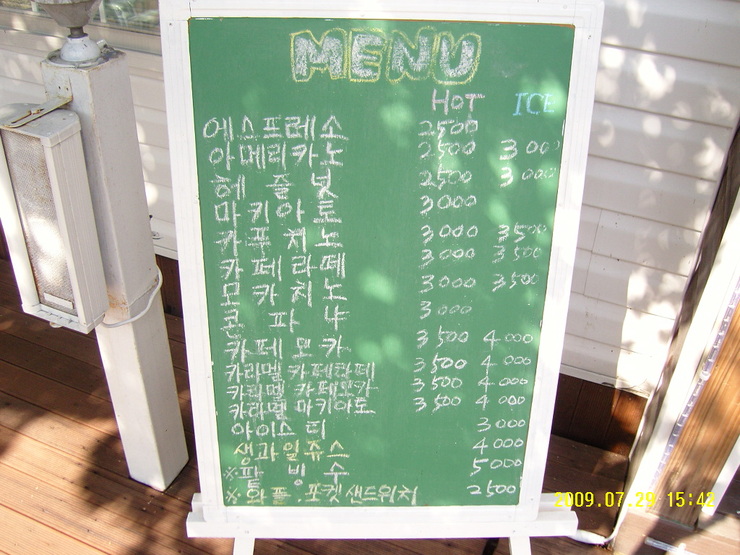 MENU
HOT ICE
에스프레소 2500
아메리카노 2500 3000
헤즐넛 2500 3000
마키아토 3000
카푸치노 3000 3500
카페라떼 3000 3500
모카치노 3000 3500
콘파냐 3000
카페모카 3500 4000
카라멜 카페라떼 3500 4000
카라멜 카페모카 3500 4000
카라멜 마키아토 3500 4000
아이스티 3000
생과일쥬스 4000
※팥빙수 5000
※와플 . 포켓샌드위치 2500
2009.07.29 15:42